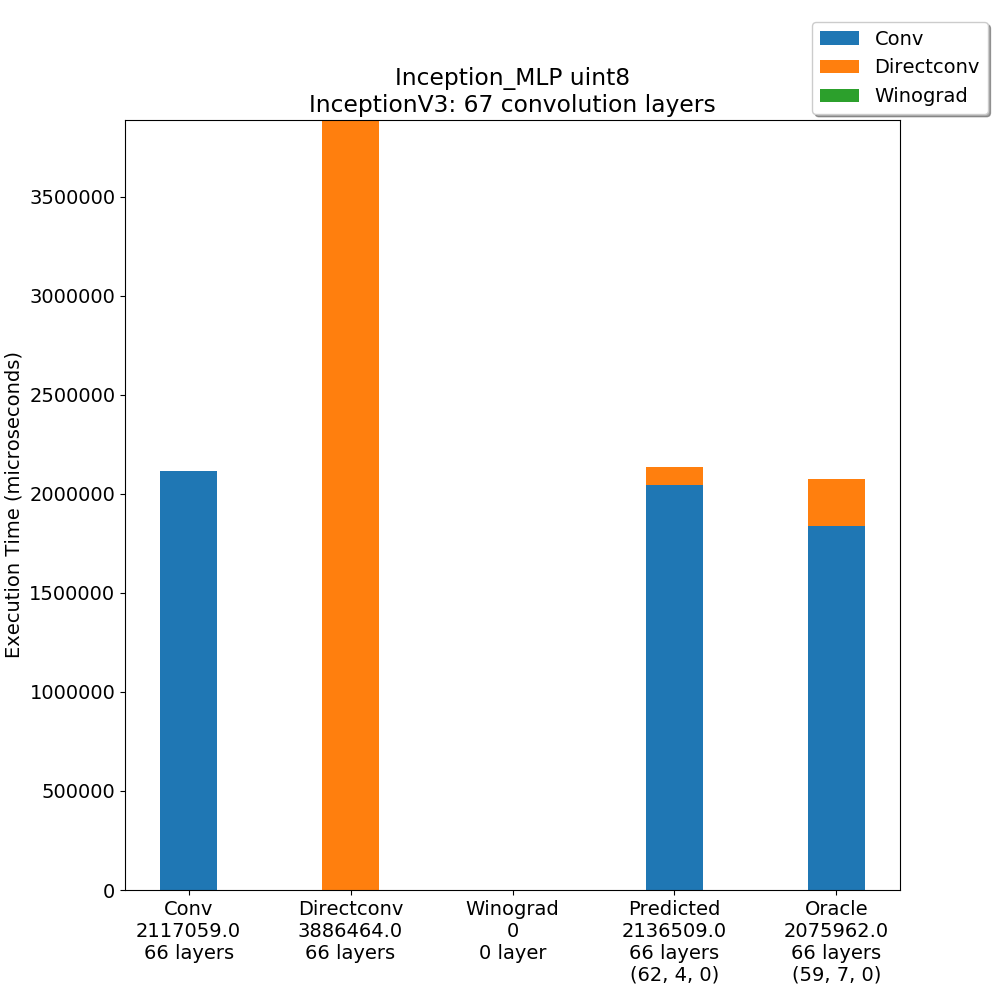 Conv
Directconv
Winograd
Inception_MLP uint8
InceptionV3: 67 convolution layers
Execution Time (microseconds)
3500000
3000000
2500000
2000000
1500000
1000000
500000
0
Conv
2117059.0
66 layers
Directconv
3886464.0
66 layers
Winograd
0
0 layer
Predicted
2136509.0
66 layers
(62, 4, 0)
Oracle
2075962.0
66 layers
(59, 7, 0)